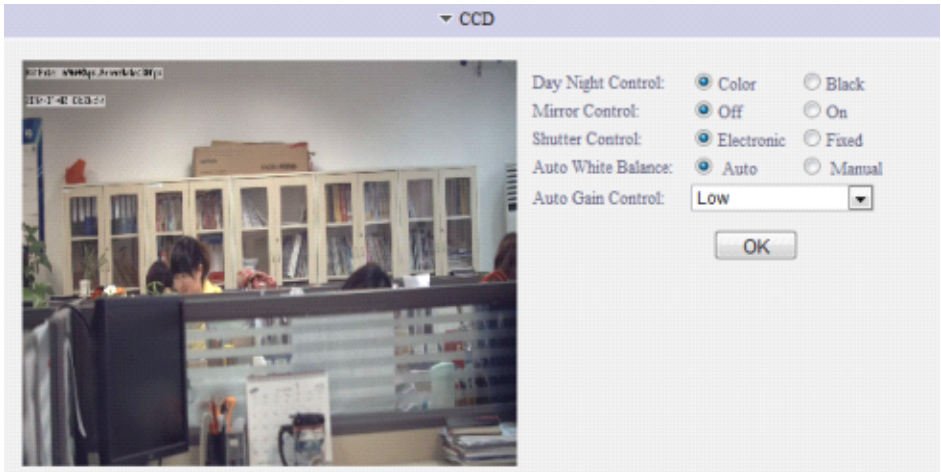 CCD
Day Night Control: Color Black
Mirror Control: Off On
Shutter Control: Electronic Fixed
Auto White Balance: Auto Manual
Auto Gain Control: Low
OK